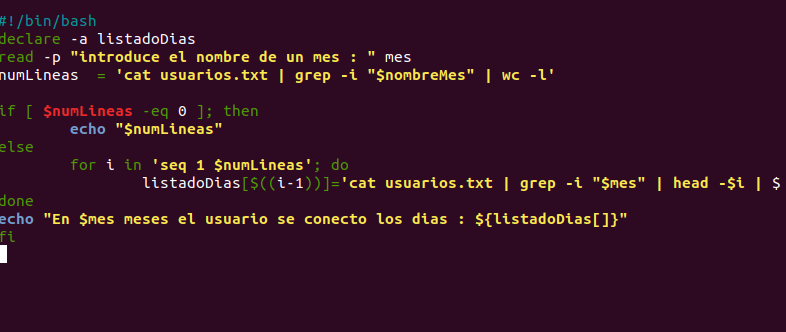 #!/bin/bash
declare -a listadoDias
read -p "introduce el nombre de un mes : " mes
numLineas  = 'cat usuarios.txt | grep -i "$nombreMes" | wc -l'

if [ $numLineas -eq 0 ]; then
        echo "$numLineas"
else
        for i in 'seq 1 $numLineas'; do
                listadoDias[$((i-1))]='cat usuarios.txt | grep -i "$mes" | head -$i | $
done
echo "En $mes meses el usuario se conecto los dias : ${listadoDias[]}"
fi